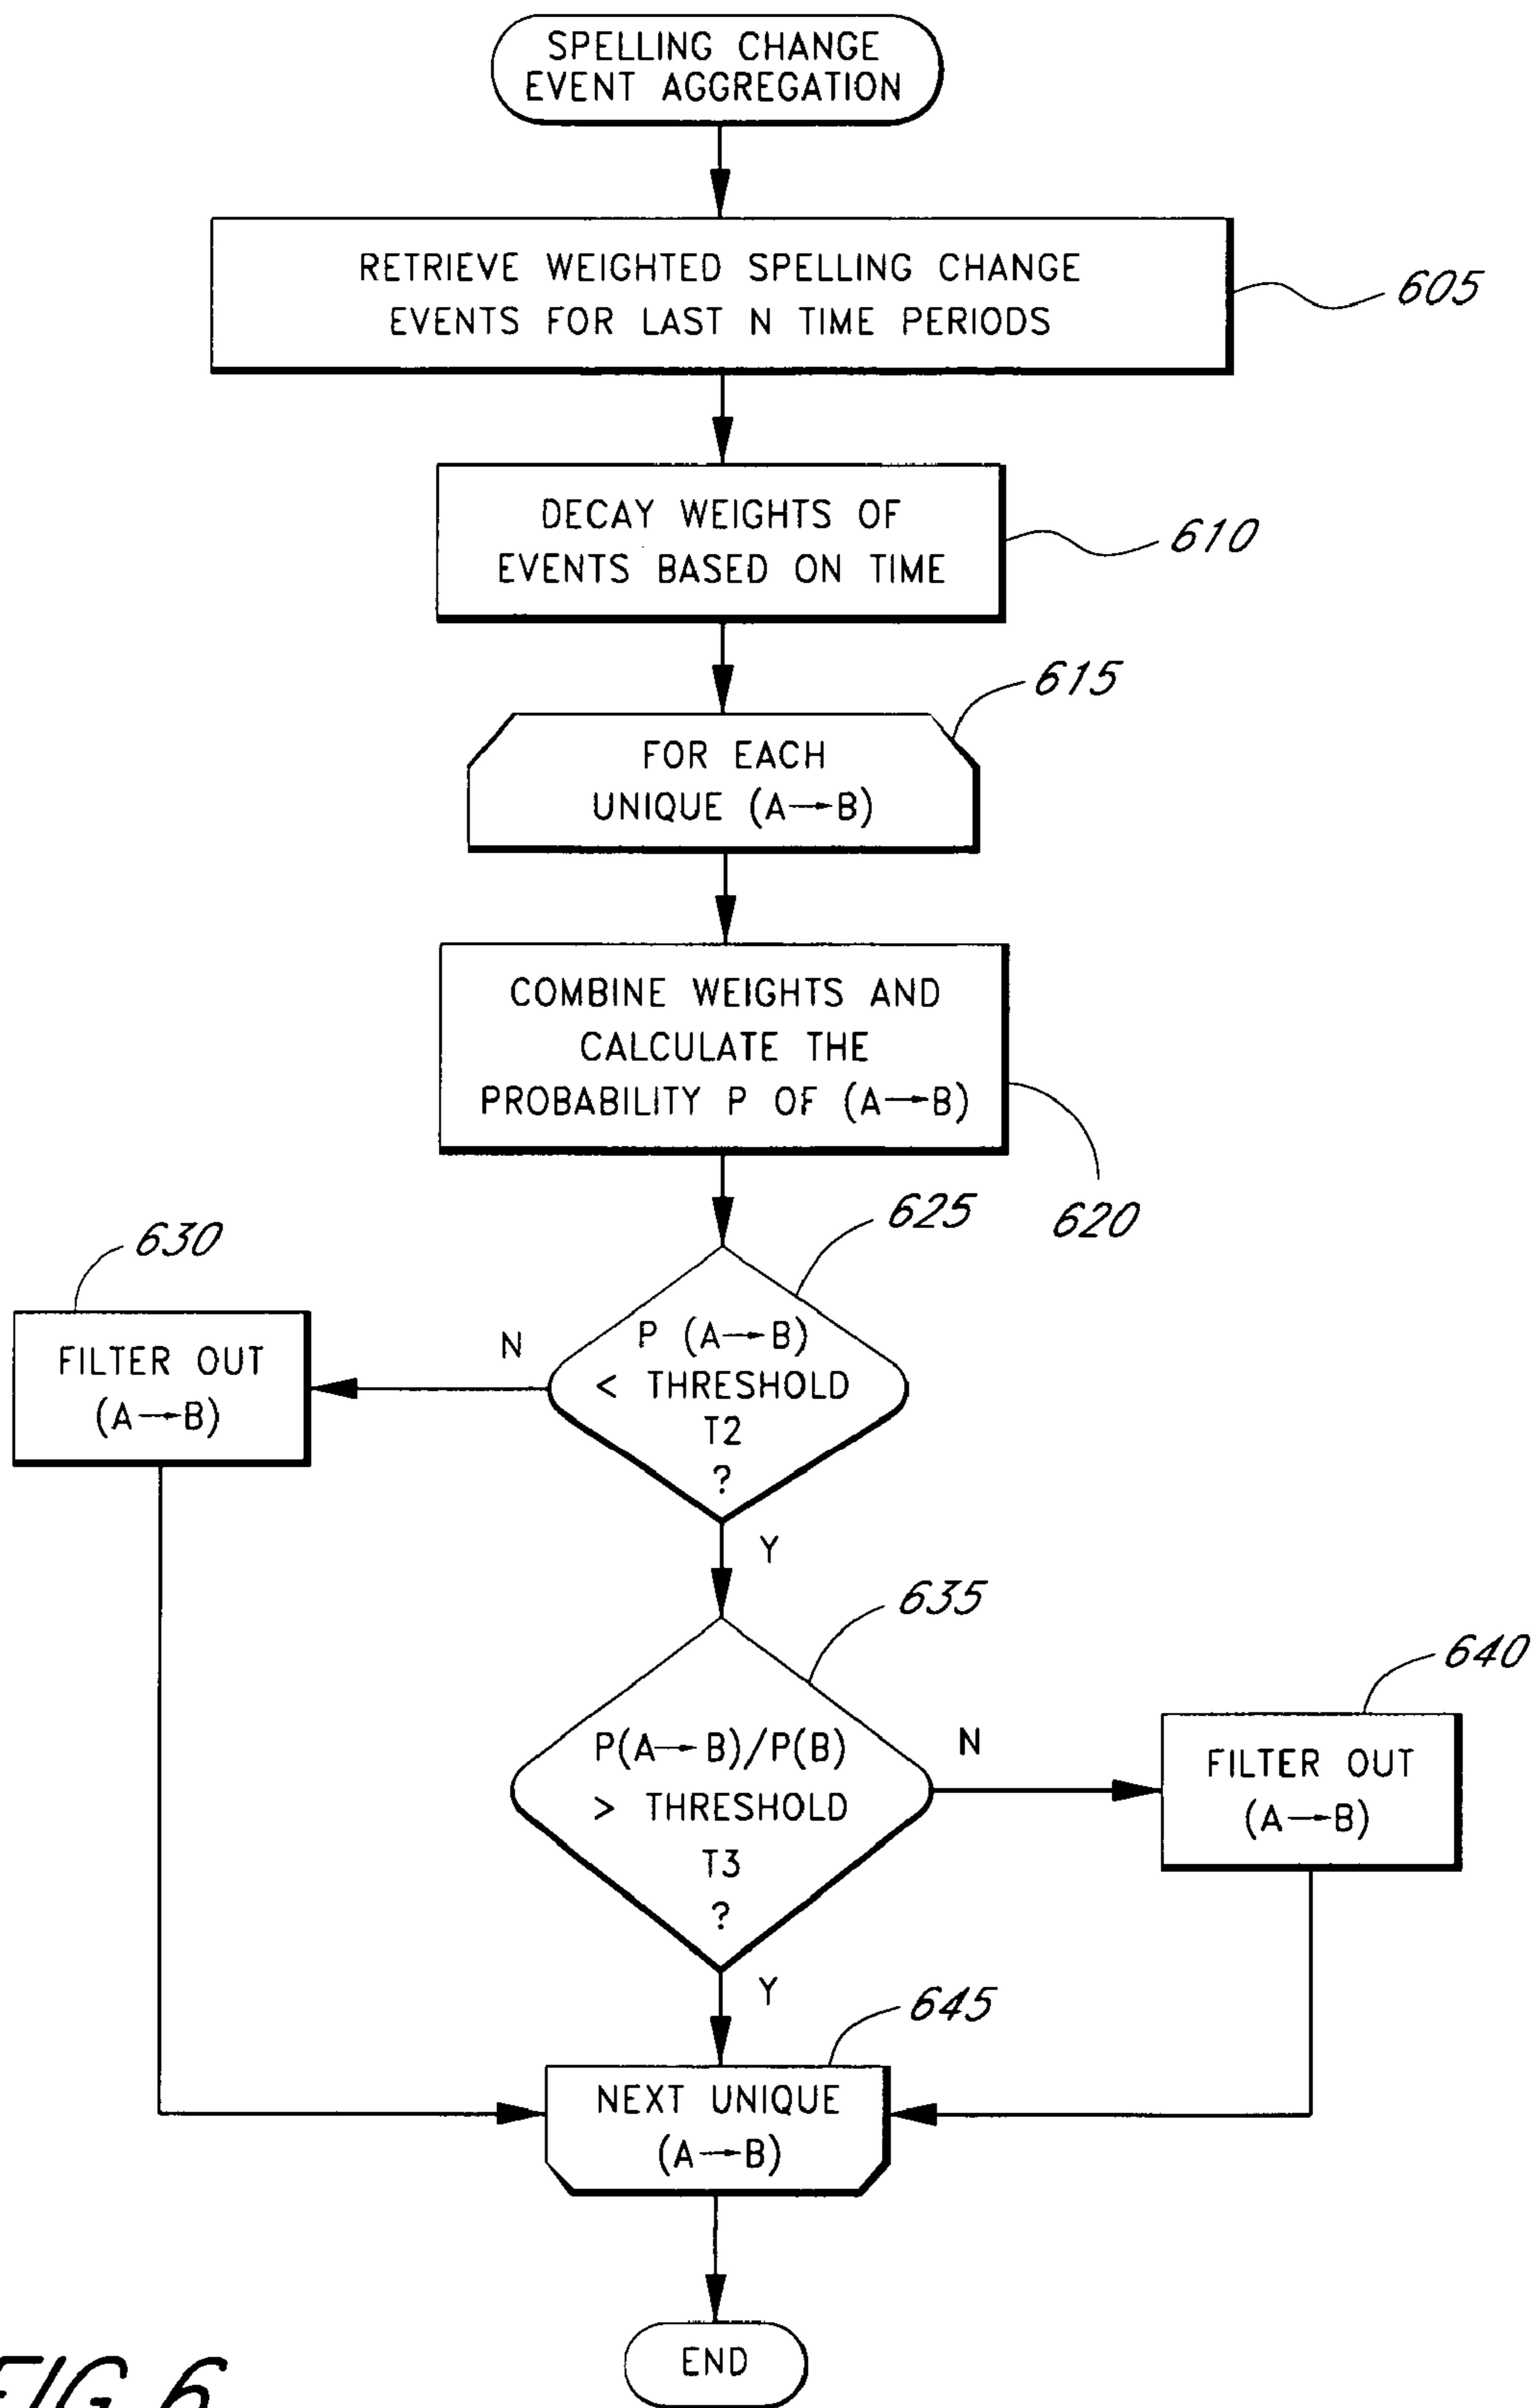 SPELLING CHANGE
EVENT AGGREGATION
RETRIEVE WEIGHTED SPELLING CHANGE
EVENTS FOR LAST N TIME PERIODS
605
DECAY WEIGHTS OF
EVENTS BASED ON TIME
610
615
FOR EACH
UNIQUE (A→B)
COMBINE WEIGHTS AND
CALCULATE THE
PROBABILITY P OF (A→B)
620
625
630
P (A→B)
< THRESHOLD
T2
?
N
FILTER OUT
(A→B)
Y
635
640
P(A→B)/P(B)
> THRESHOLD
T3
?
N
FILTER OUT
(A→B)
Y
645
NEXT UNIQUE
(A→B)
END
FIG. 6